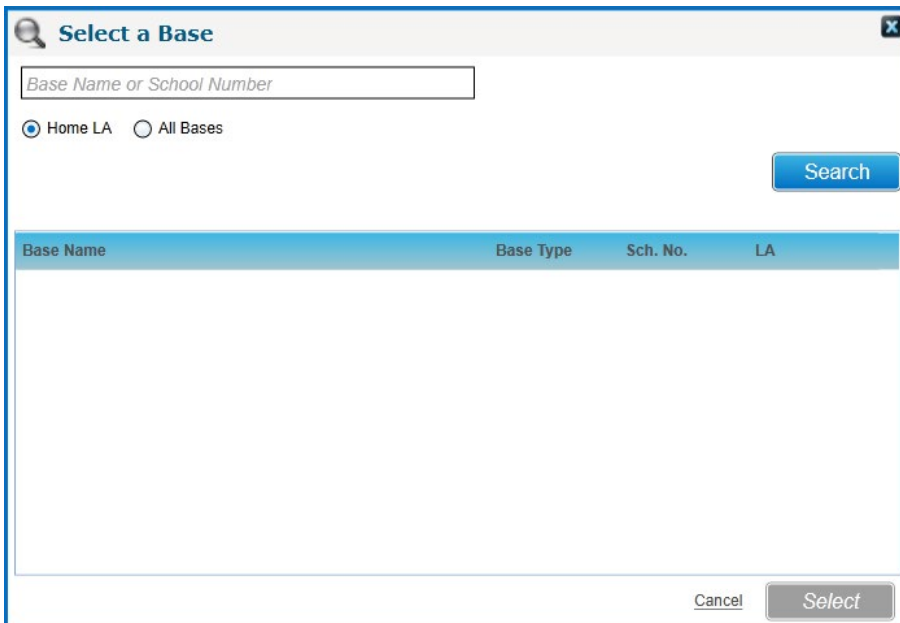 Select a Base
Base Name or School Number
Home LA All Bases
Search
Base Name Base Type Sch. No. LA
Cancel Select